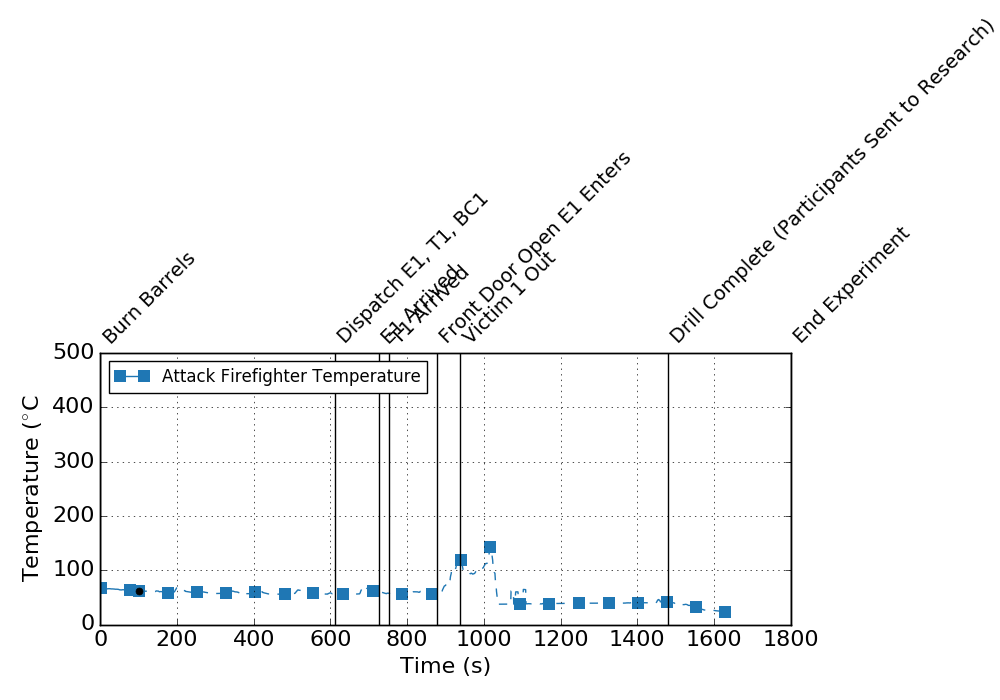 Burn Barrels
Dispatch E1, T1, BC1
E1 Arrived
T1 Arrived
Front Door Open E1 Enters
Victim 1 Out
Drill Complete (Participants Sent to Research)
End Experiment
Attack Firefighter Temperature
Temperature (°C
500
400
300
200
100
0
0 200 400 600 800 1000 1200 1400 1600 1800
Time (s)